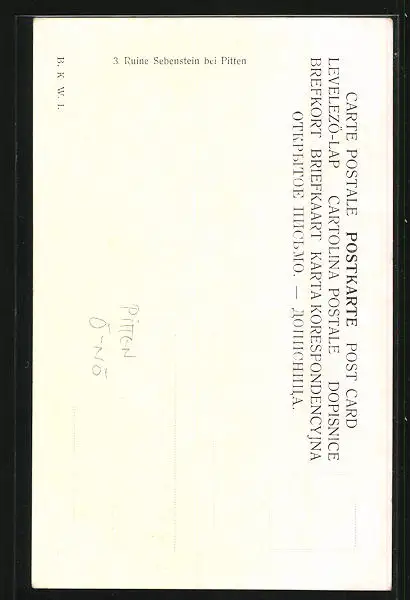 CARTE POSTALE POSTKARTE POST CARD
LEVELEZŐ-LAP CARTOLINA POSTALE DOPISNICE
BREFKORT BRIEFKAART KARTA KORESPONDENCYJNA
ОТКРЫТОЕ ПИСЬМО. — ДОПИСНИЦА.
3. Ruine Sebenstein bei Pitten
B. K. W. I.
Pitten
Ö-NÖ